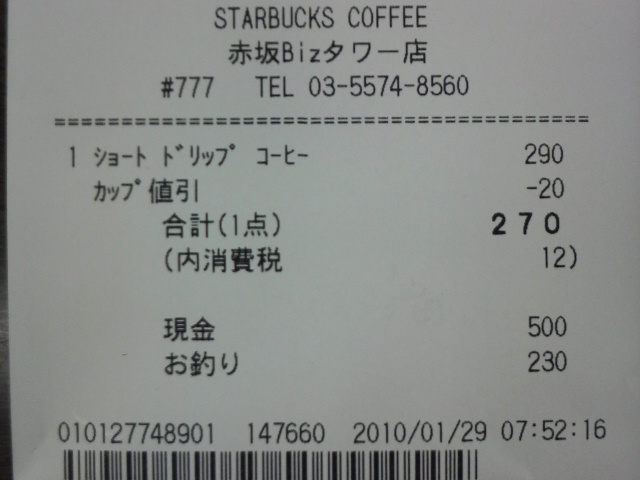 STARBUCKS COFFEE
赤坂Bizタワー店
#777 TEL 03-5574-8560
========================================
1 ショート ドリップ コーヒー 290
カップ値引 -20
合計(1点) 270
(内消費税 12)
現金 500
お釣り 230
010127748901 147660 2010/01/29 07:52:16